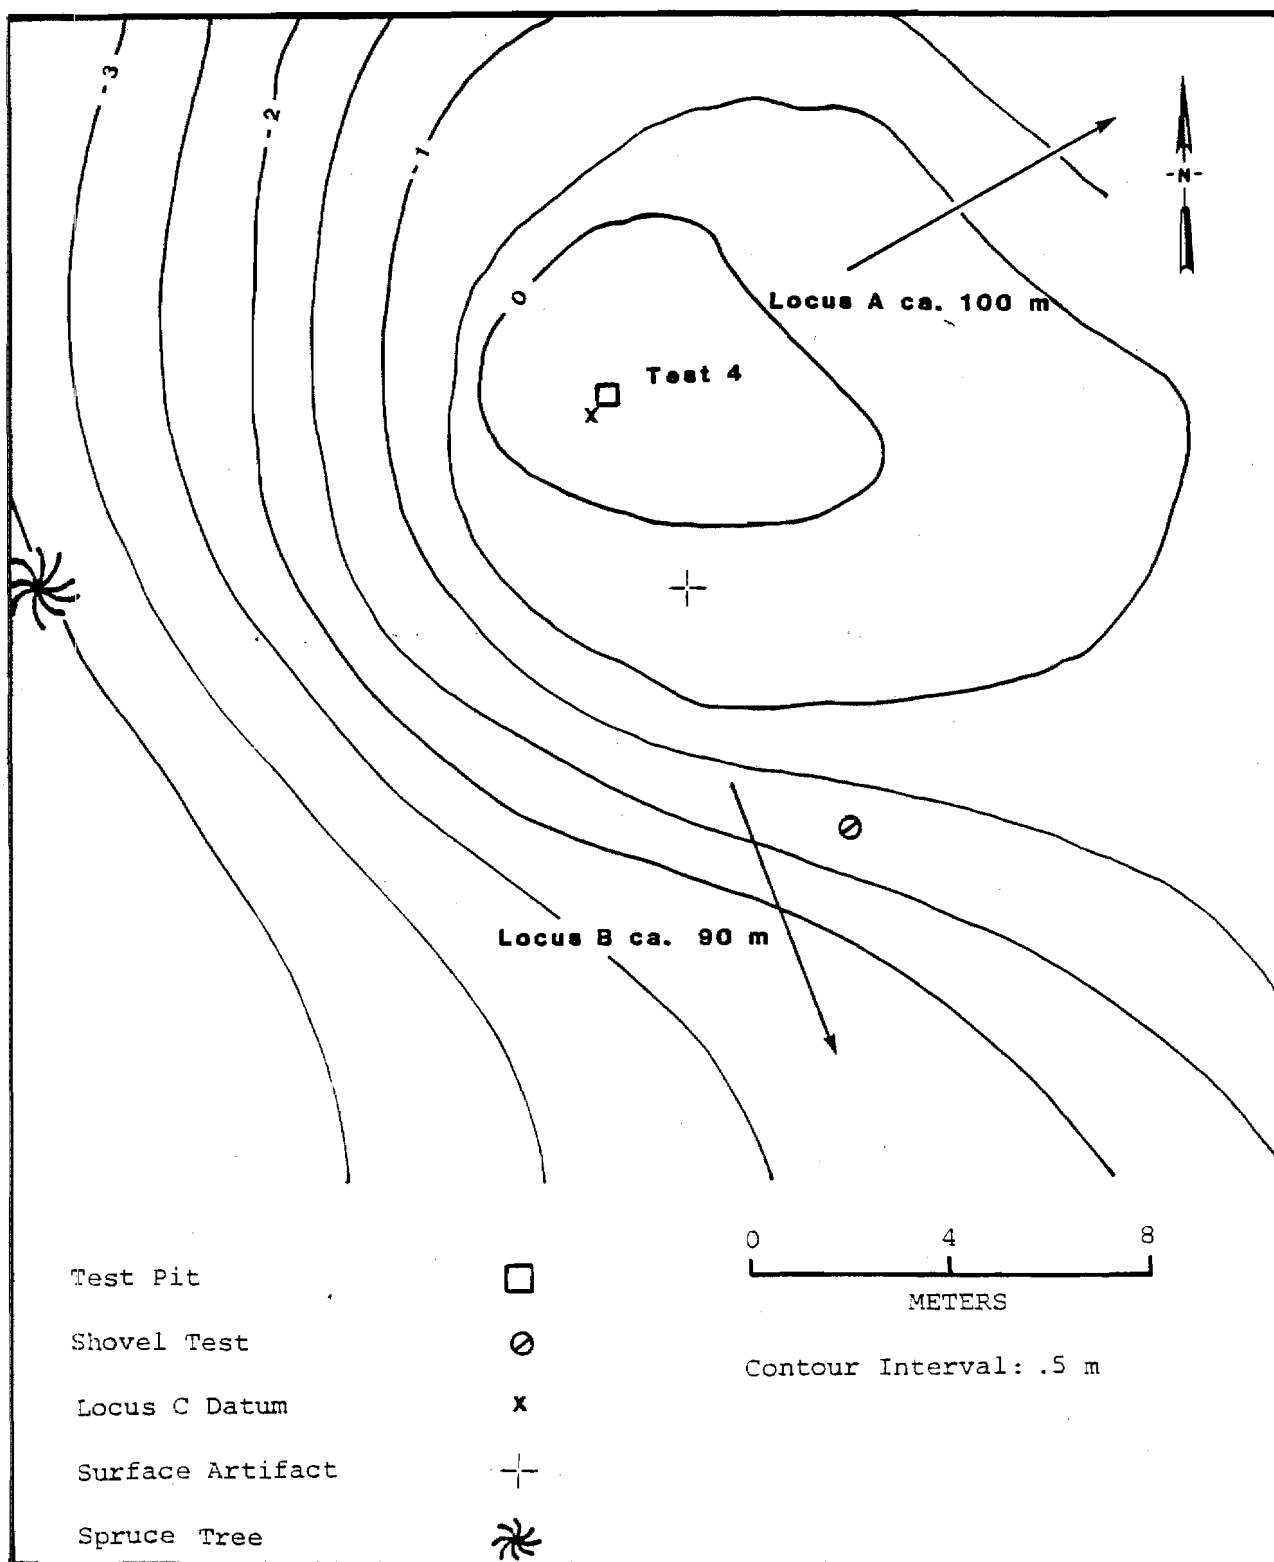 -3
-2
-1
-N-
0
Locus A ca. 100 m
Test 4
x
Locus B ca. 90 m
0 4 8
METERS
Contour Interval: .5 m
Test Pit
Shovel Test
Locus C Datum x
Surface Artifact
Spruce Tree